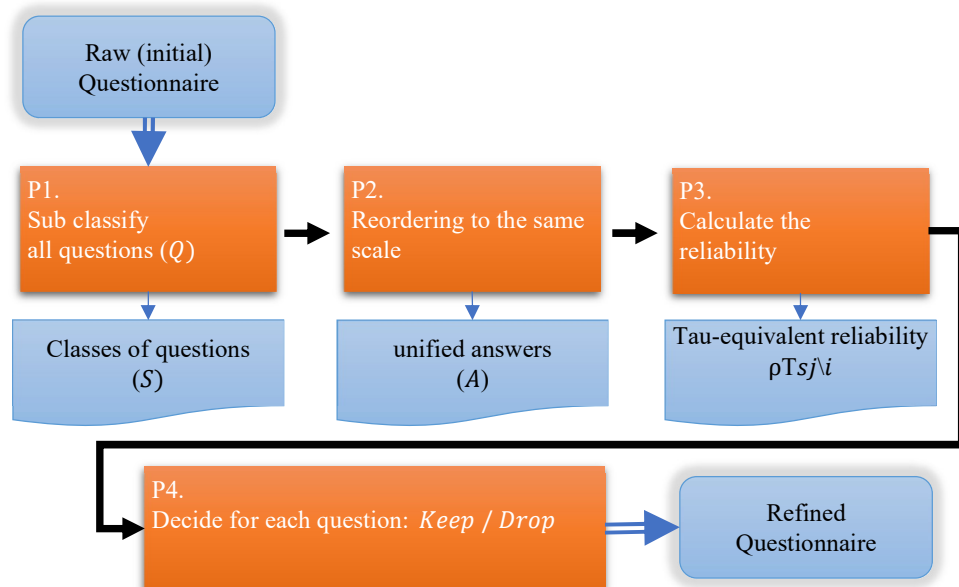 Raw (initial)
Questionnaire
P1.
Sub classify
all questions (Q)
P2.
Reordering to the same
scale
P3.
Calculate the
reliability
Classes of questions
(S)
unified answers
(A)
Tau-equivalent reliability
ρTsj\i
P4.
Decide for each question: Keep / Drop
Refined
Questionnaire